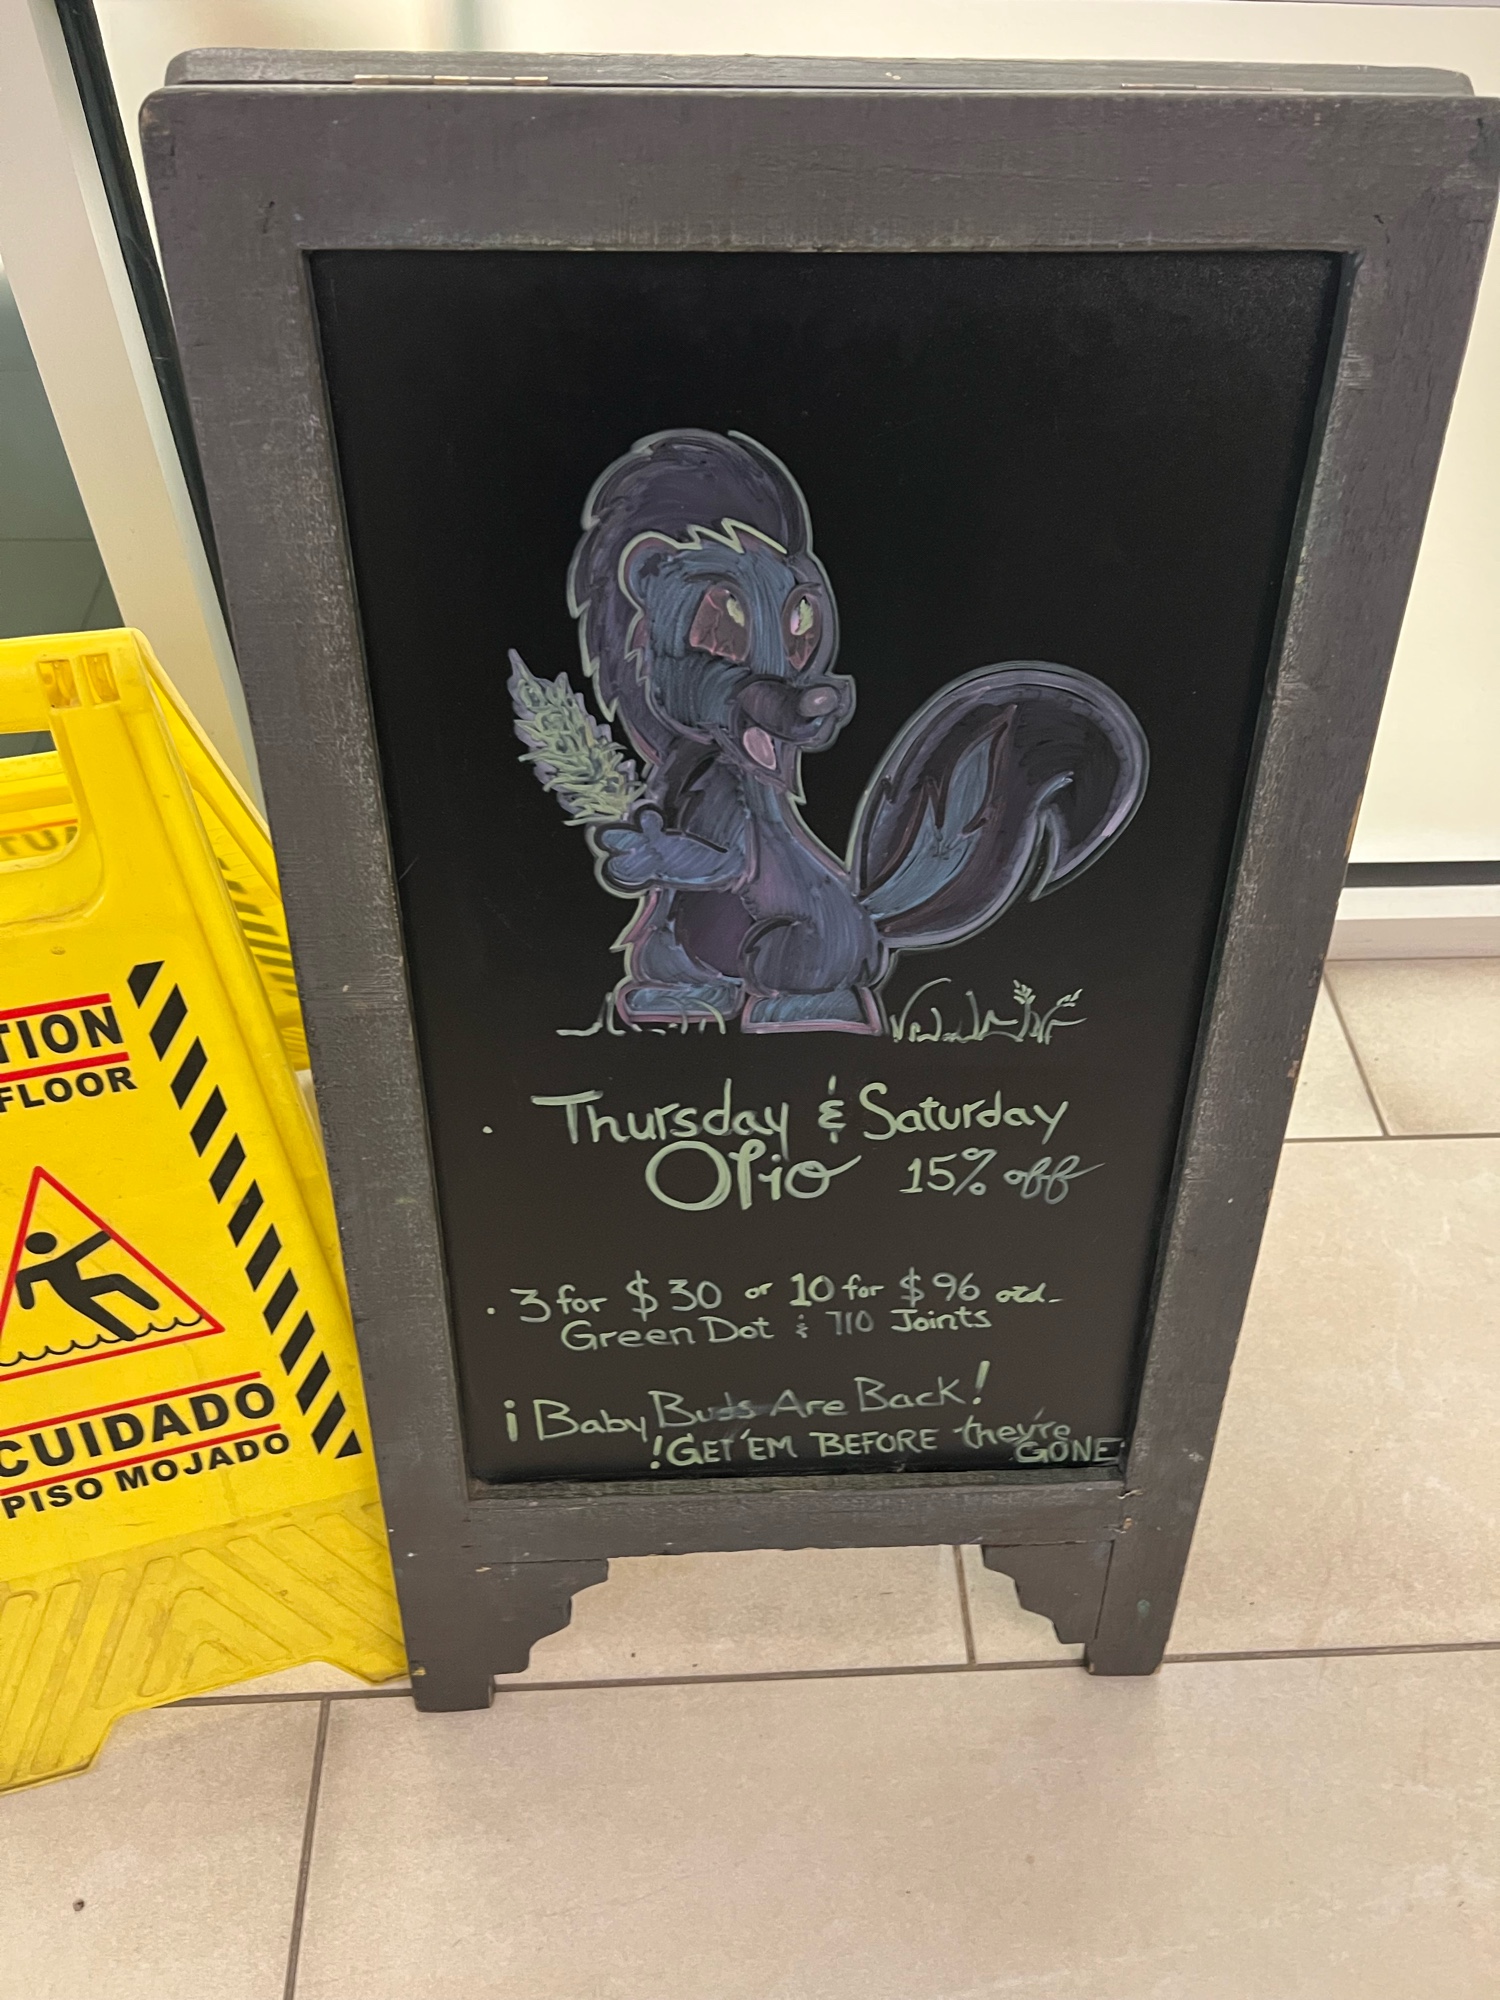 . Thursday & Saturday
Olio 15% off
. 3 for $30 or 10 for $96 otd-
Green Dot & 710 Joints
¡Baby Buds Are Back!
!GET 'EM BEFORE they're
GONE
TION
FLOOR
CUIDADO
PISO MOJADO